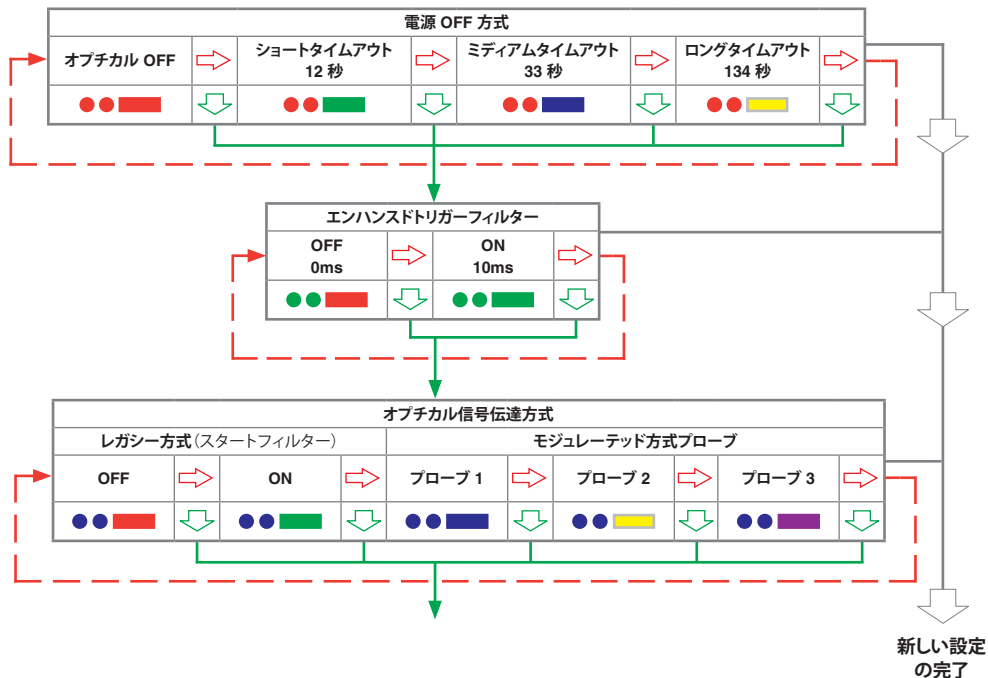 電源 OFF 方式
オプチカル OFF
ショートタイムアウト
12 秒
ミディアムタイムアウト
33 秒
ロングタイムアウト
134 秒
エンハンスドトリガーフィルター
OFF
0ms
ON
10ms
オプチカル信号伝達方式
レガシー方式（スタートフィルター）
モジュレーテッド方式プローブ
OFF
ON
プローブ 1
プローブ 2
プローブ 3
新しい設定
の完了